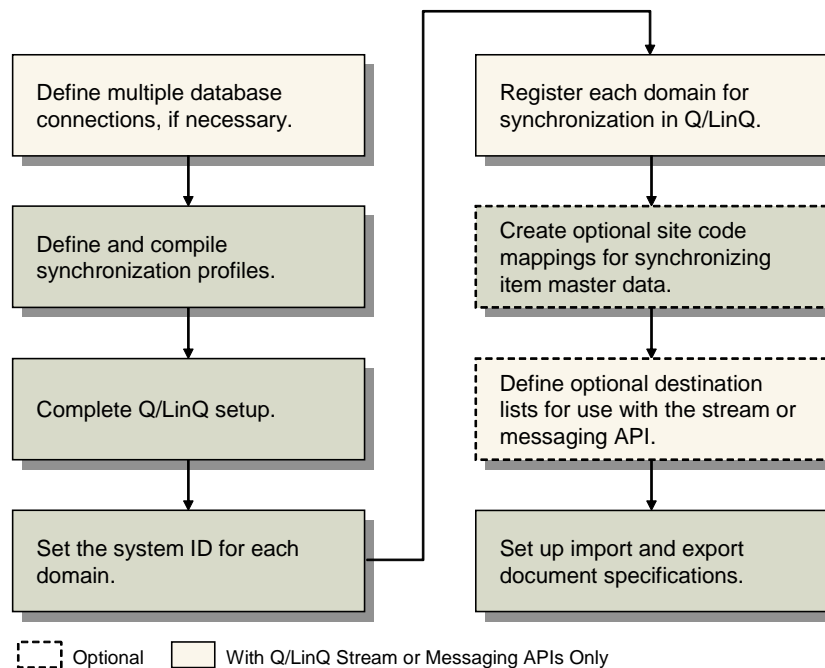 Define multiple database
connections, if necessary.
Define and compile
synchronization profiles.
Complete Q/LinQ setup.
Set the system ID for each
domain.
Register each domain for
synchronization in Q/LinQ.
Create optional site code
mappings for synchronizing
item master data.
Define optional destination
lists for use with the stream or
messaging API.
Set up import and export
document specifications.
Optional
With Q/LinQ Stream or Messaging APIs Only